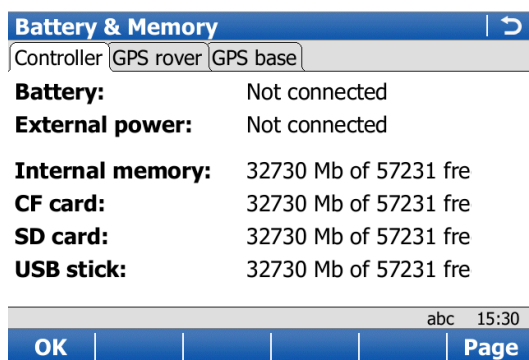 Battery & Memory
Controller GPS rover GPS base
Battery: Not connected
External power: Not connected
Internal memory: 32730 Mb of 57231 fre
CF card: 32730 Mb of 57231 fre
SD card: 32730 Mb of 57231 fre
USB stick: 32730 Mb of 57231 fre
abc 15:30
OK Page